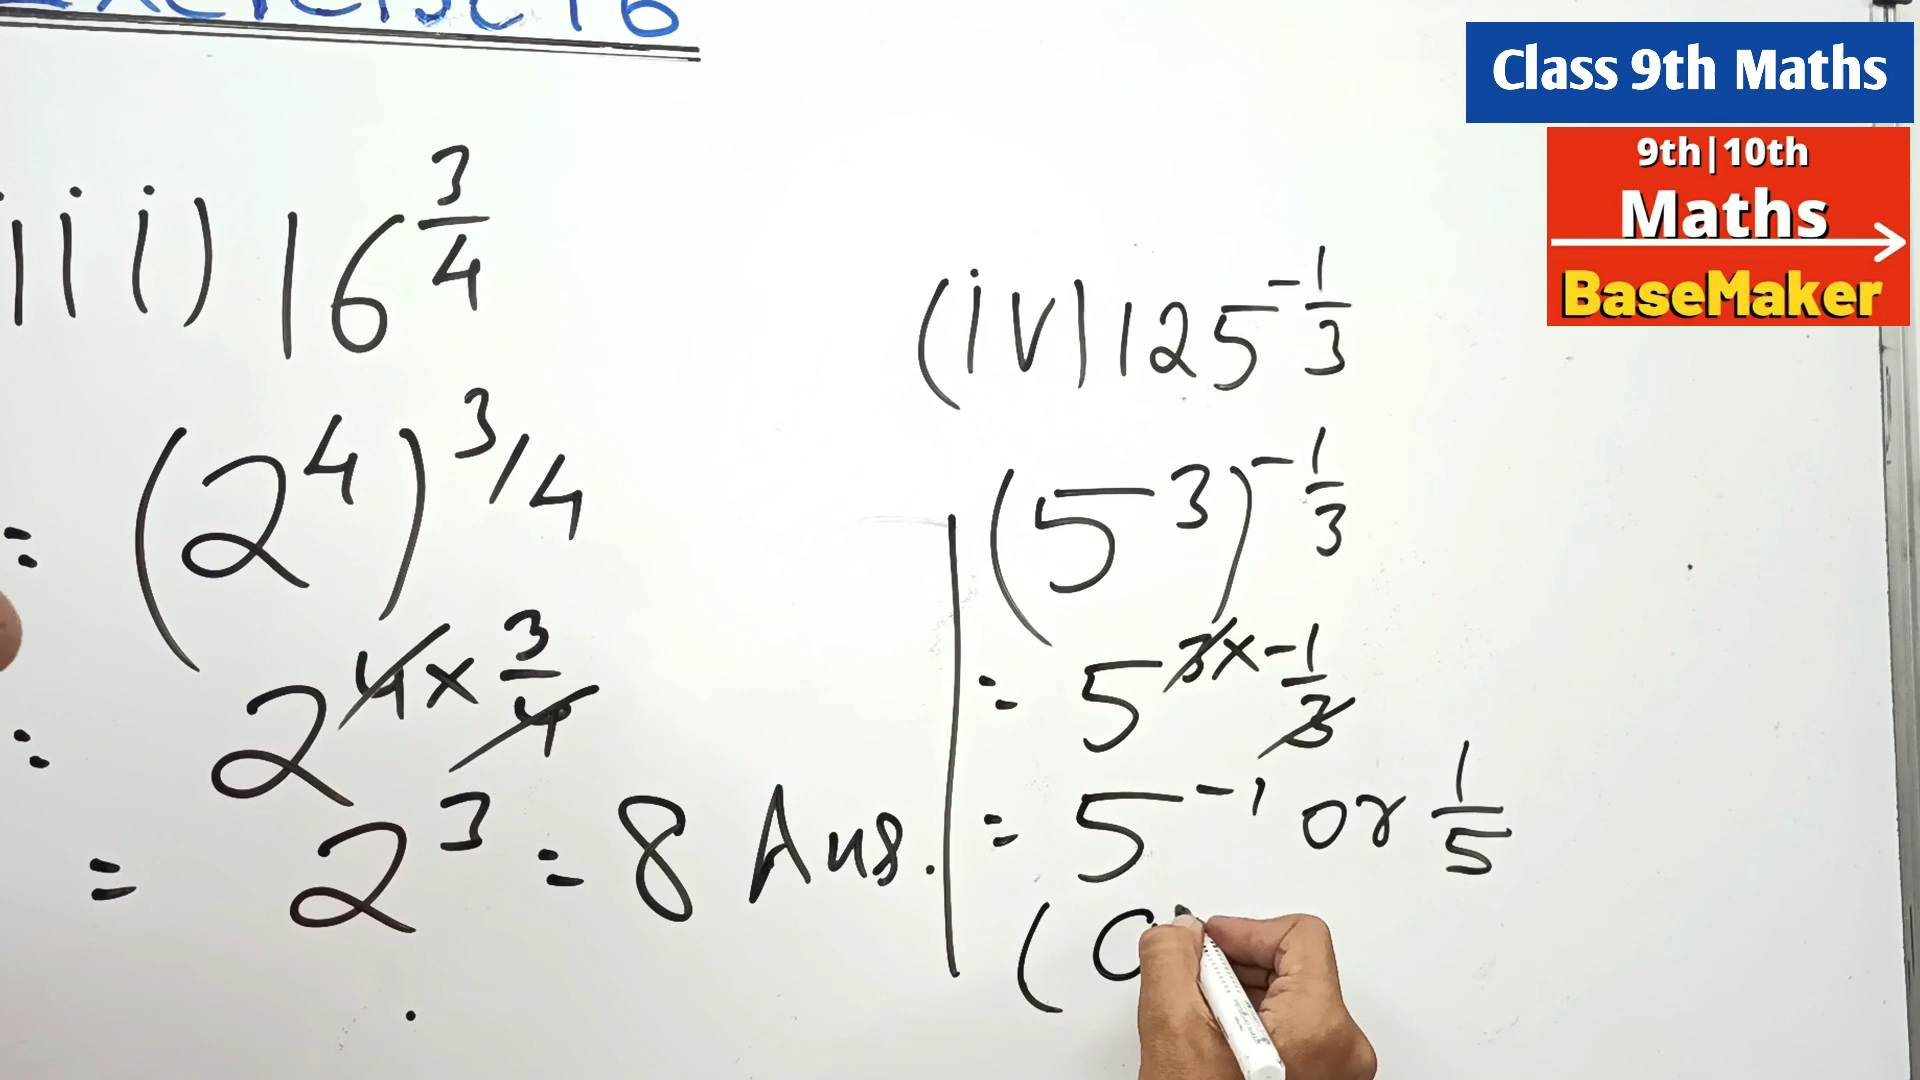 Class 9th Maths
9th|10th
Maths
BaseMaker
iii) 16^(3/4)
= (2^4)^(3/4)
= 2^(4×3/4)
= 2^3 = 8 Ans.
(iv) 125^(-1/3)
(5^3)^(-1/3)
= 5^(3×-1/3)
= 5^-1 or 1/5
(